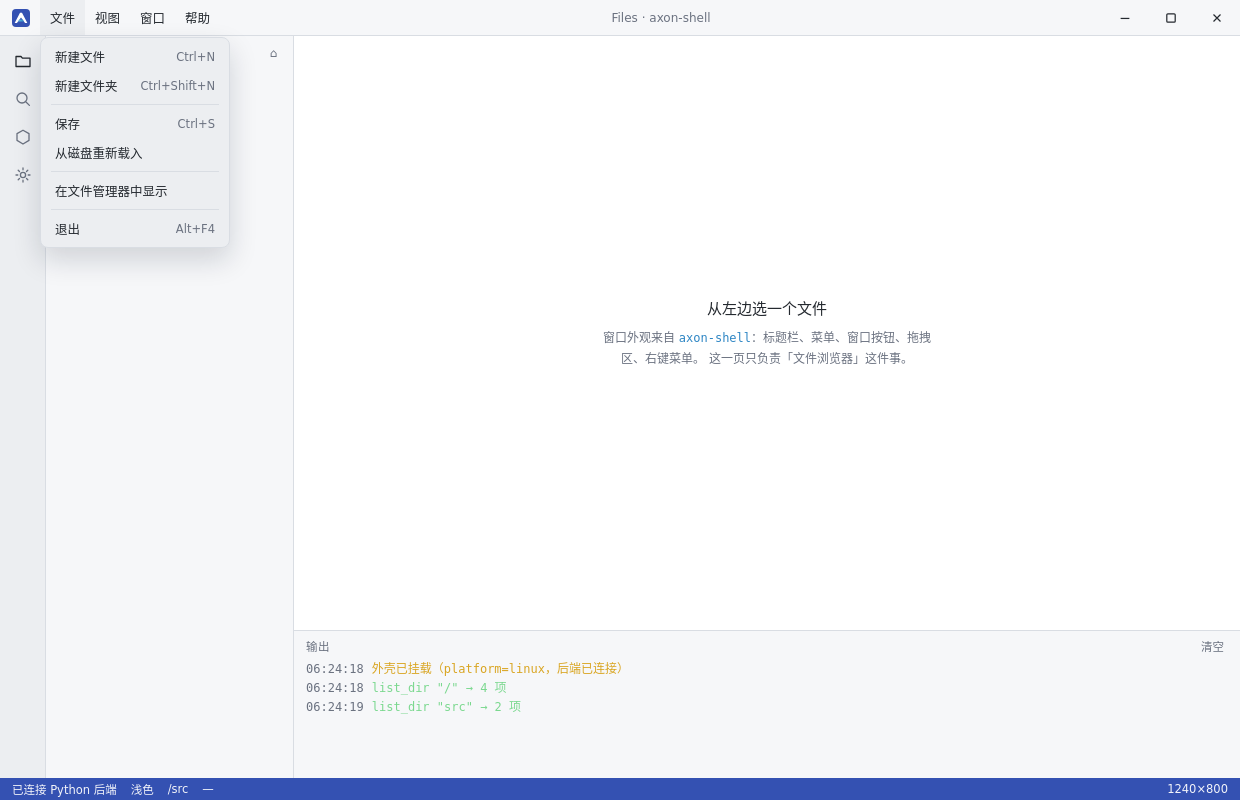 文件 视图 窗口 帮助 Files · axon-shell
新建文件 Ctrl+N
新建文件夹 Ctrl+Shift+N
保存 Ctrl+S
从磁盘重新载入
在文件管理器中显示
退出 Alt+F4
从左边选一个文件
窗口外观来自 axon-shell：标题栏、菜单、窗口按钮、拖拽
区、右键菜单。 这一页只负责「文件浏览器」这件事。
输出 清空
06:24:18 外壳已挂载（platform=linux，后端已连接）
06:24:18 list_dir "/" → 4 项
06:24:19 list_dir "src" → 2 项
已连接 Python 后端 浅色 /src — 1240×800